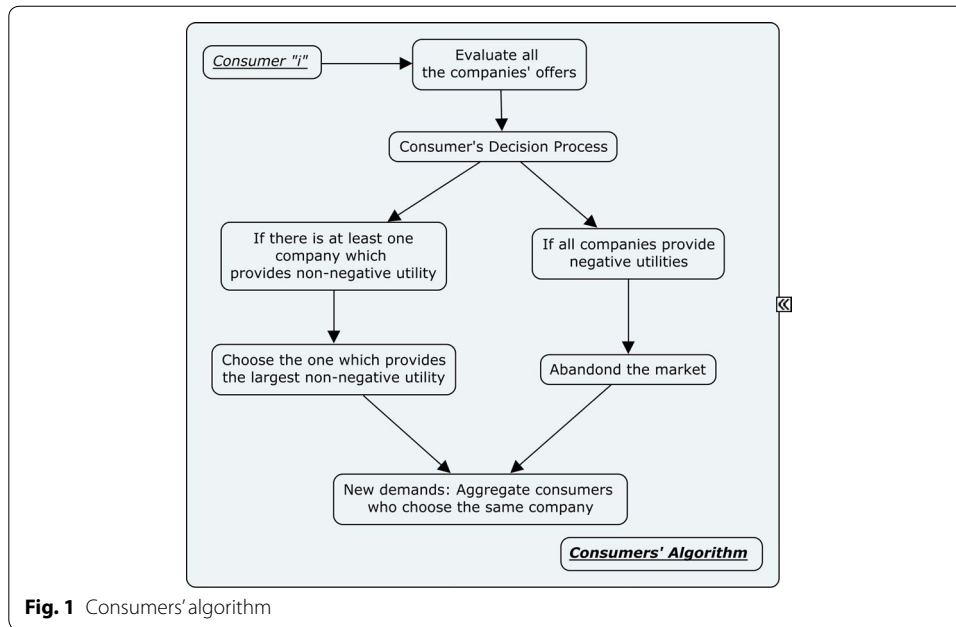 Consumer "i"
Evaluate all
the companies' offers
Consumer's Decision Process
If there is at least one
company which
provides non-negative utility
If all companies provide
negative utilities
Choose the one which provides
the largest non-negative utility
Abandond the market
New demands: Aggregate consumers
who choose the same company
Consumers' Algorithm
Fig. 1 Consumers' algorithm